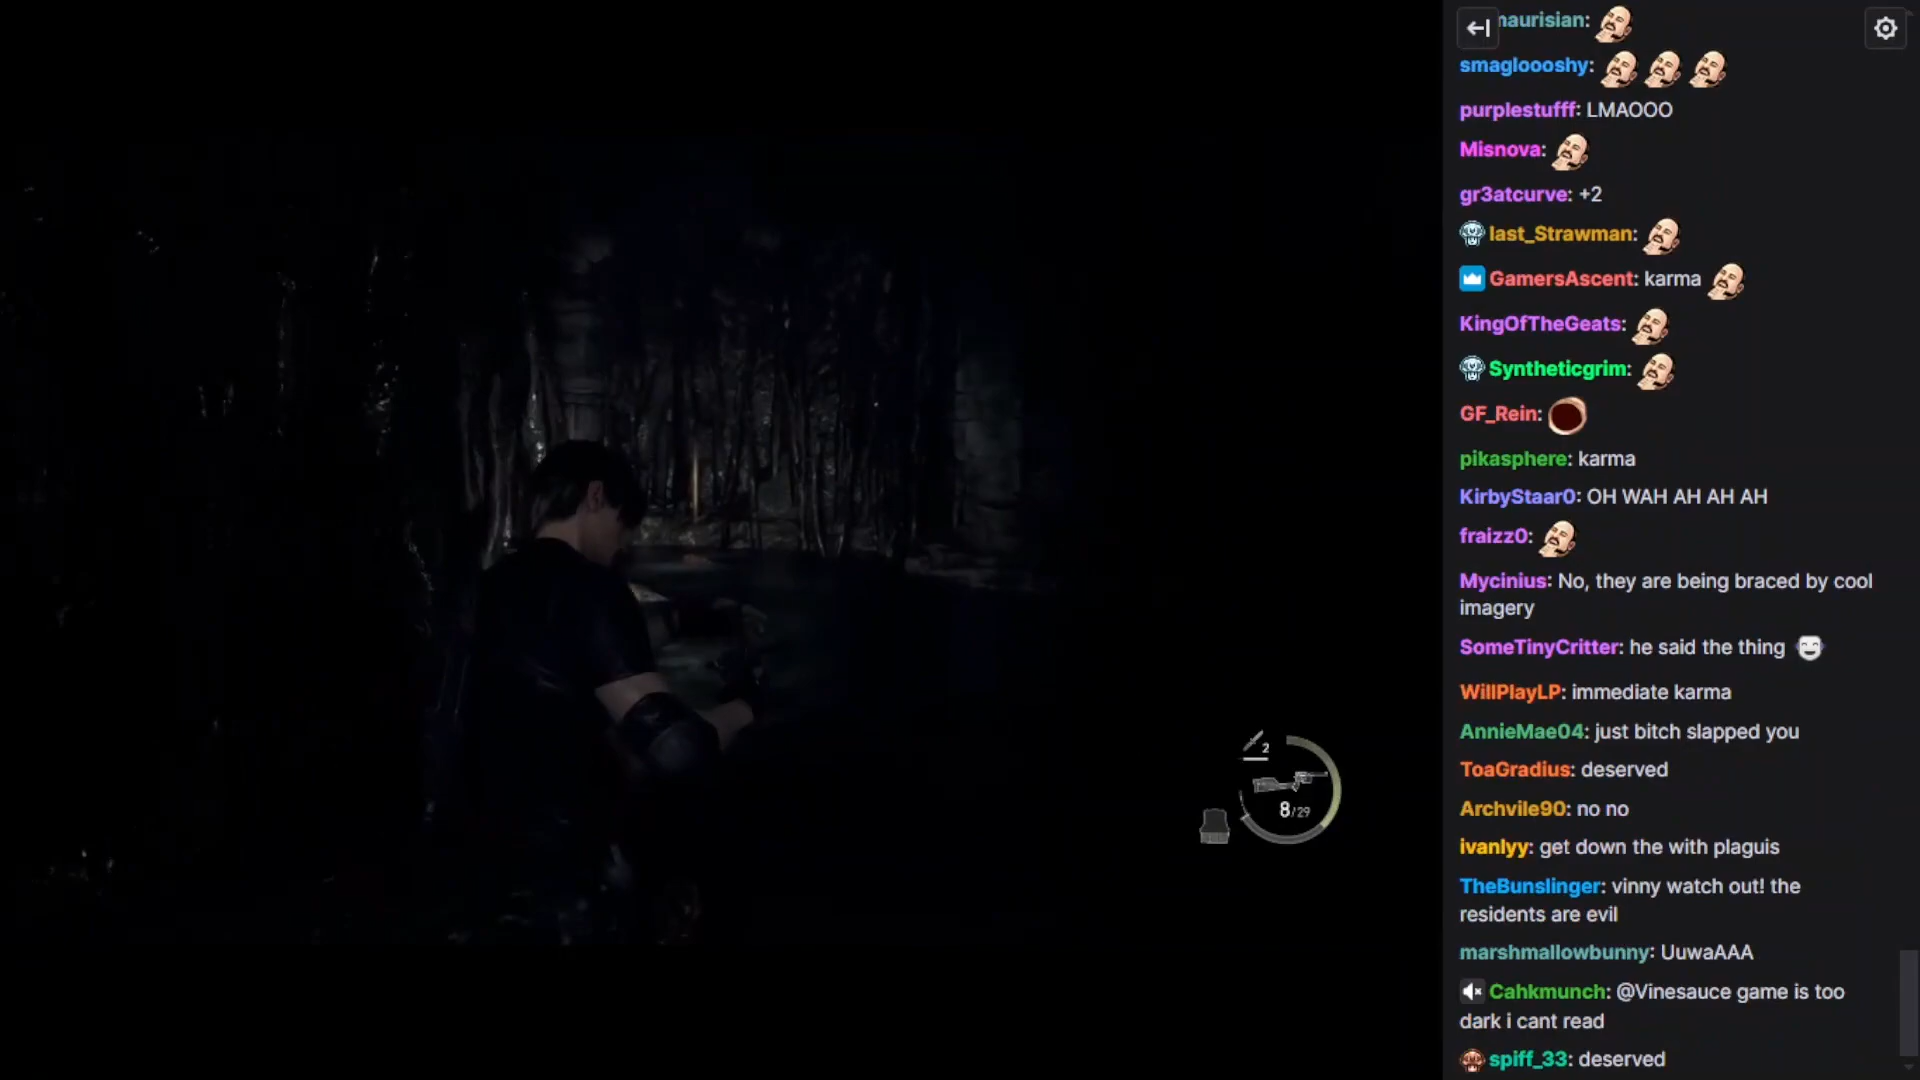 naurisian:
smagloooshy:
purplestufff: LMAOOO
Misnova:
gr3atcurve: +2
last_Strawman:
GamersAscent: karma
KingOfTheGeats:
Syntheticgrim:
GF_Rein:
pikasphere: karma
KirbyStaar0: OH WAH AH AH AH
fraizz0:
Mycinius: No, they are being braced by cool
imagery
SomeTinyCritter: he said the thing
WillPlayLP: immediate karma
AnnieMae04: just bitch slapped you
2
ToaGradius: deserved
8/29
Archvile90: no no
ivanlyy: get down the with plaguis
TheBunslinger: vinny watch out! the
residents are evil
marshmallowbunny: UuwaAAA
Cahkmunch: @Vinesauce game is too
dark i cant read
spiff_33: deserved